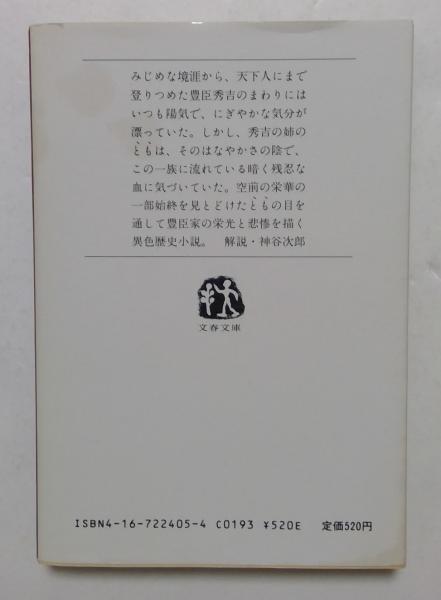 みじめな境涯から、天下人にまで
登りつめた豊臣秀吉のまわりには
いつも陽気で、にぎやかな気分が
漂っていた。しかし、秀吉の姉の
ともは、そのはなやかさの陰で、
この一族に流れている暗く残忍な
血に気づいていた。空前の栄華の
一部始終を見とどけたともの目を
通して豊臣家の栄光と悲惨を描く
異色歴史小説。 解説・神谷次郎
文春文庫
ISBN4-16-722405-4 C0193 ¥520E 定価520円